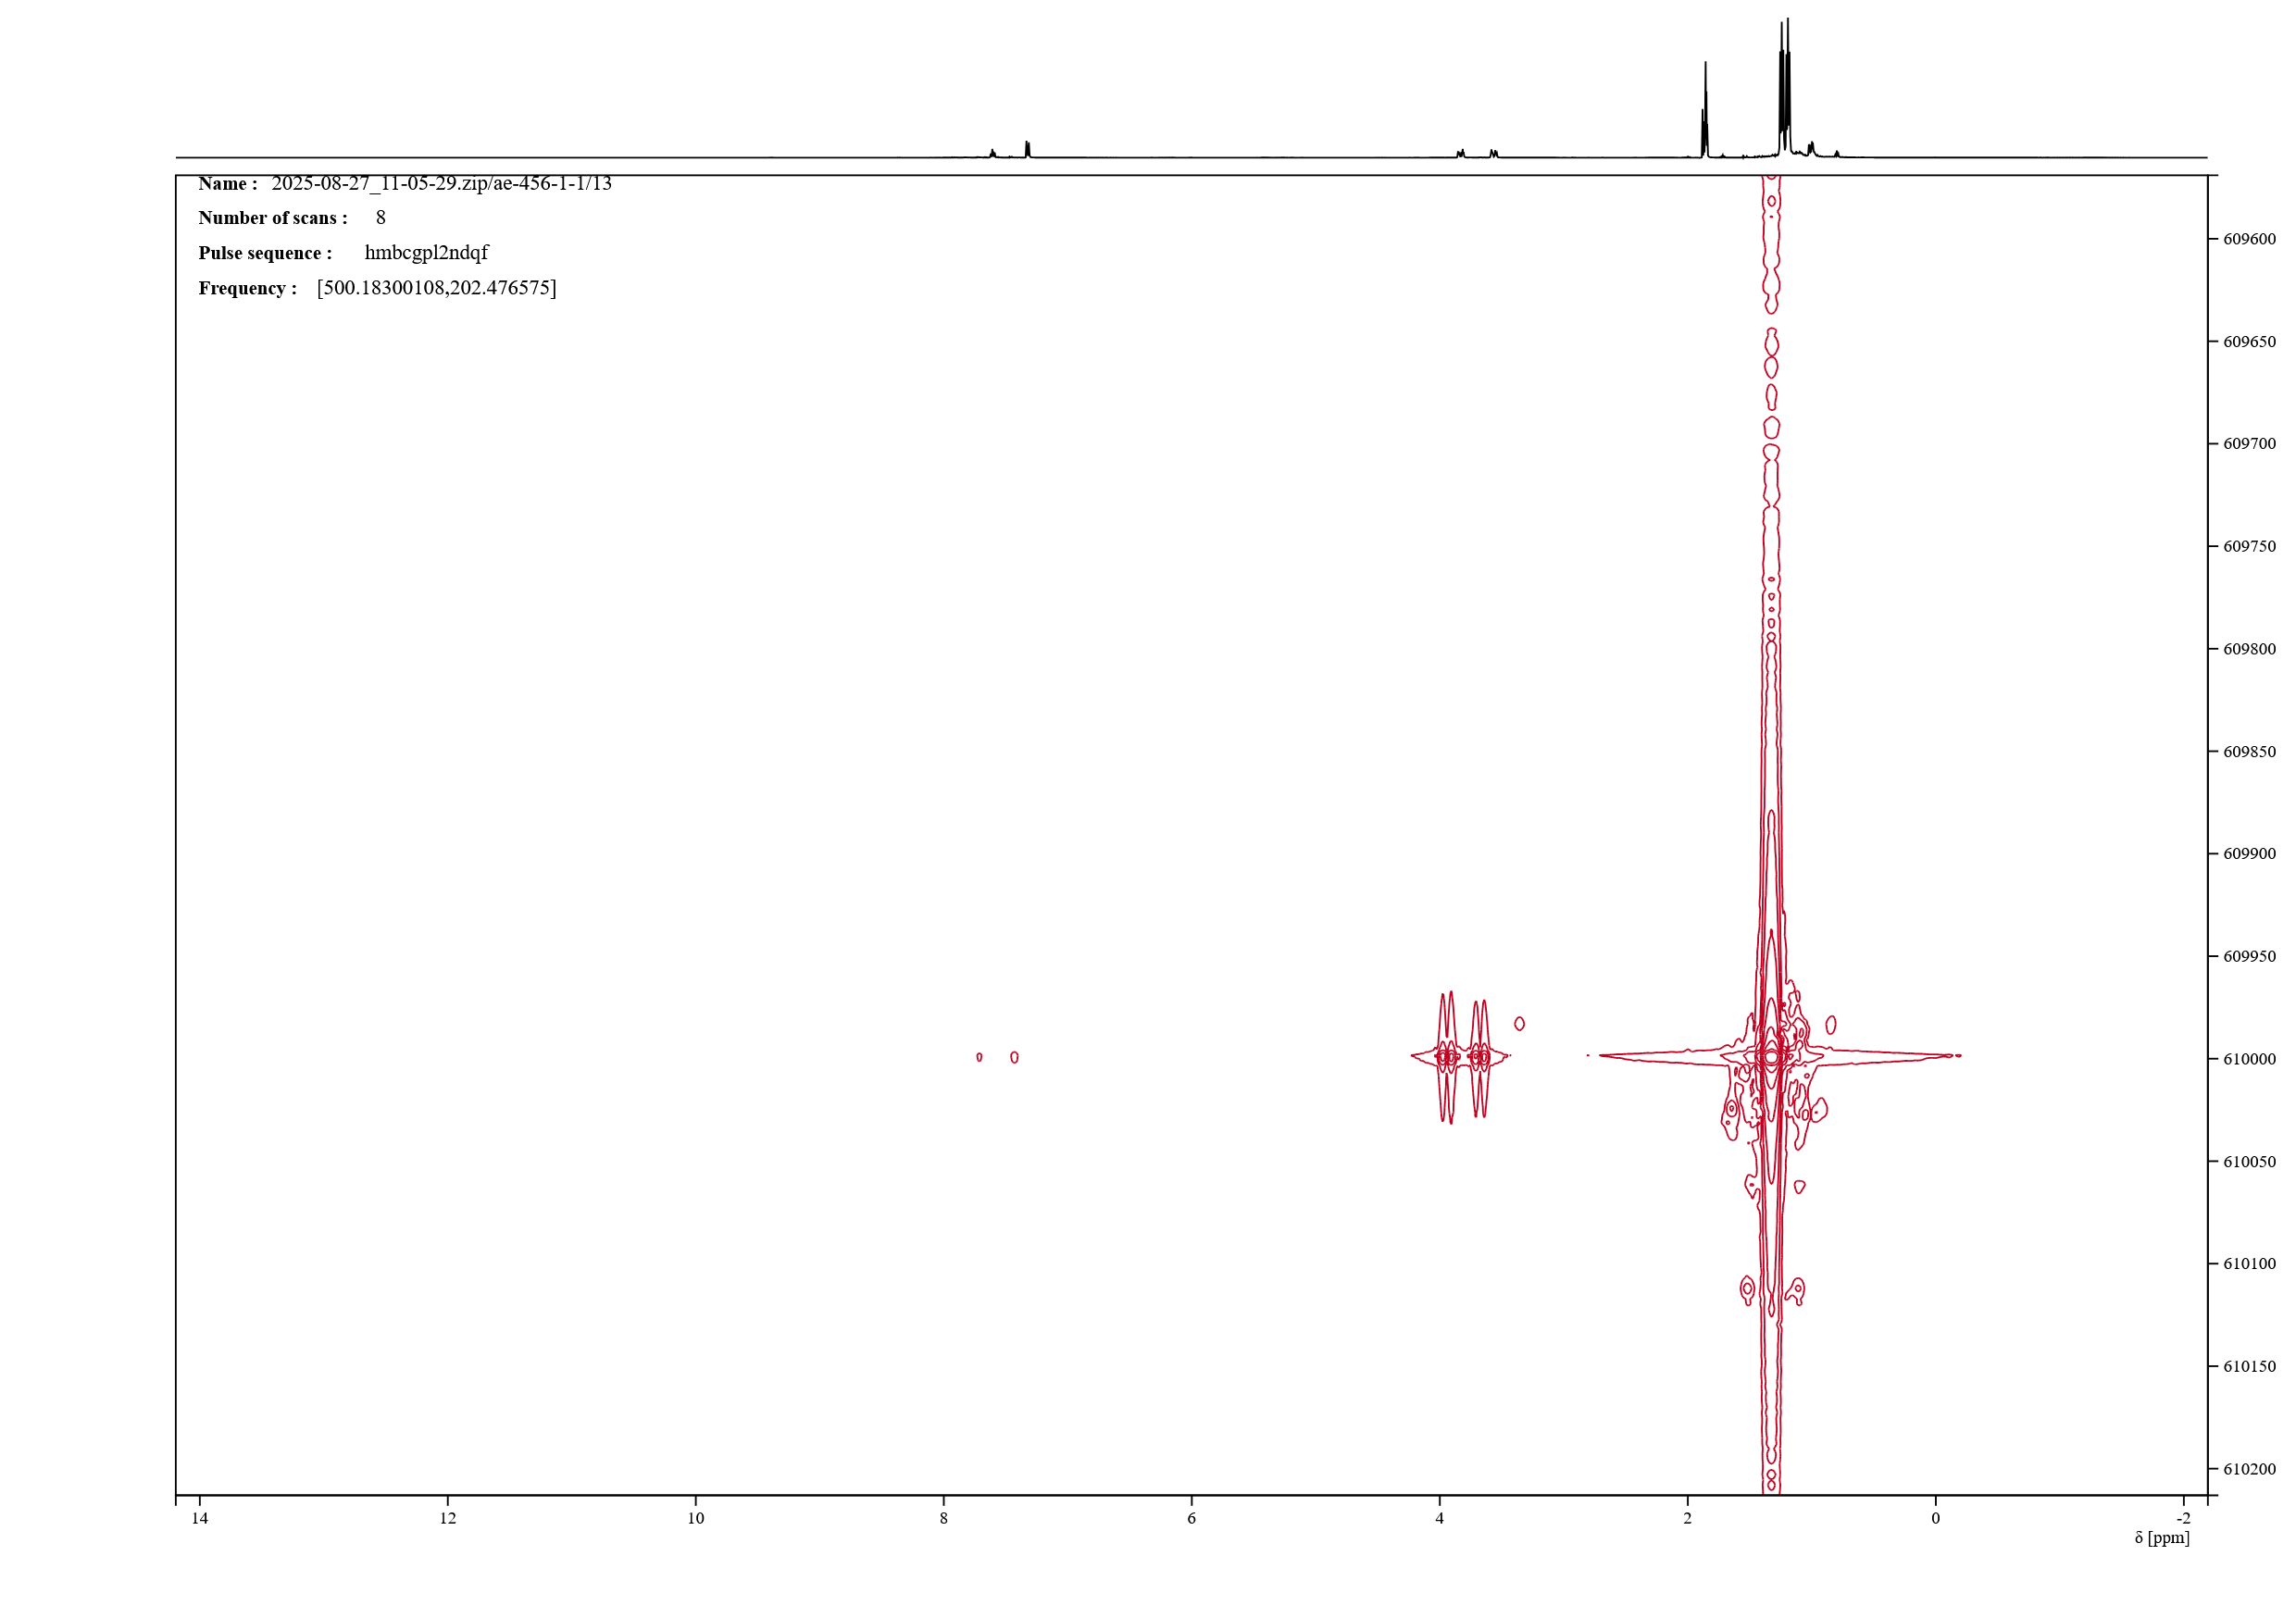 Name : 2025-08-27_11-05-29.zip/ae-456-1-1/13
Number of scans : 8
Pulse sequence : hmbcgpl2ndqf
Frequency : [500.18300108,202.476575]
609600
609650
609700
609750
609800
609850
609900
609950
610000
610050
610100
610150
610200
14 12 10 8 6 4 2 0 -2
δ [ppm]